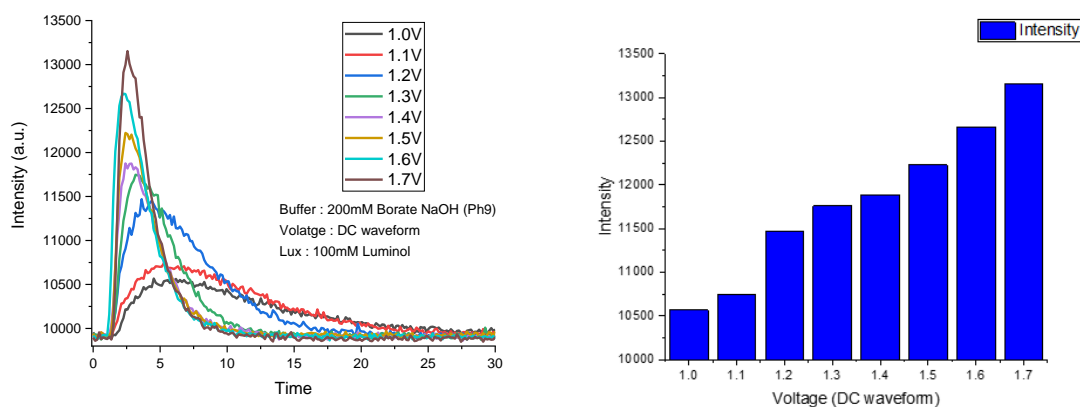 13500
13000
12500
12000
11500
11000
10500
10000
Intensity (a.u.)
0 5 10 15 20 25 30
Time
1.0V
1.1V
1.2V
1.3V
1.4V
1.5V
1.6V
1.7V
Buffer : 200mM Borate NaOH (Ph9)
Volatge : DC waveform
Lux : 100mM Luminol
Intensity
13500
13000
12500
12000
11500
11000
10500
10000
Intensity
1.0 1.1 1.2 1.3 1.4 1.5 1.6 1.7
Voltage (DC waveform)